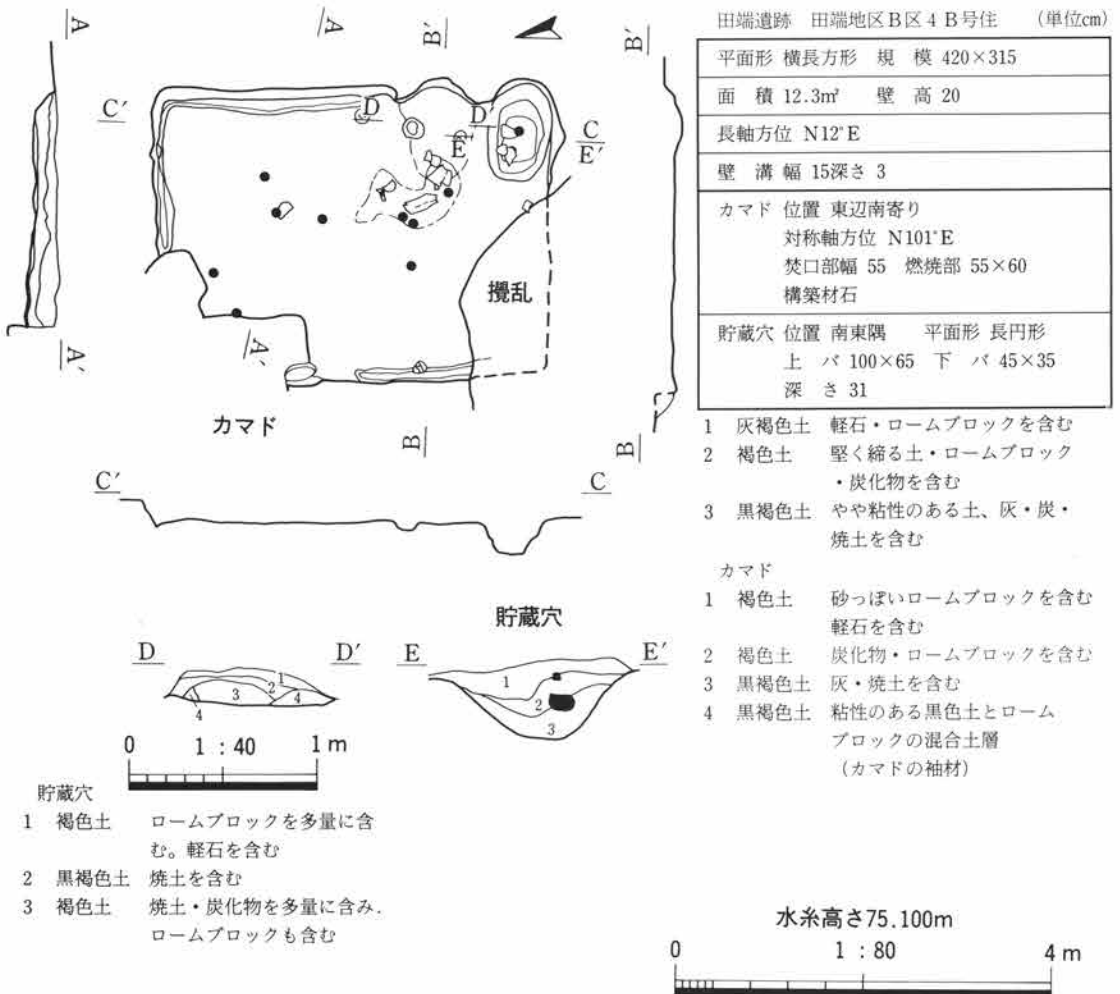 田端遺跡 田端地区B区4B号住 (単位cm)
平面形 横長方形 規 模 420×315
面 積 12.3㎡ 壁 高 20
長軸方位 N12°E
壁 溝 幅 15深さ 3
カマド 位置 東辺南寄り
対称軸方位 N101°E
焚口部幅 55 燃焼部 55×60
構築材石
貯蔵穴 位置 南東隅 平面形 長円形
上 バ 100×65 下 バ 45×35
深 さ 31
1 灰褐色土 軽石・ロームブロックを含む
2 褐色土 堅く締る土・ロームブロック
・炭化物を含む
3 黒褐色土 やや粘性のある土、灰・炭・
焼土を含む
カマド
1 褐色土 砂っぽいロームブロックを含む
軽石を含む
2 褐色土 炭化物・ロームブロックを含む
3 黒褐色土 灰・焼土を含む
4 黒褐色土 粘性のある黒色土とローム
ブロックの混合土層
(カマドの袖材)
A
A
B'
B'
C'
D
D'
C
E
E'
攪乱
A'
A'
B
B
カマド
C'
C
貯蔵穴
D
D'
E
E'
1
2
3
4
4
1
2
3
0 1:40 1m
貯蔵穴
1 褐色土 ロームブロックを多量に含
む。軽石を含む
2 黒褐色土 焼土を含む
3 褐色土 焼土・炭化物を多量に含み.
ロームブロックも含む
水糸高さ75.100m
0 1:80 4m